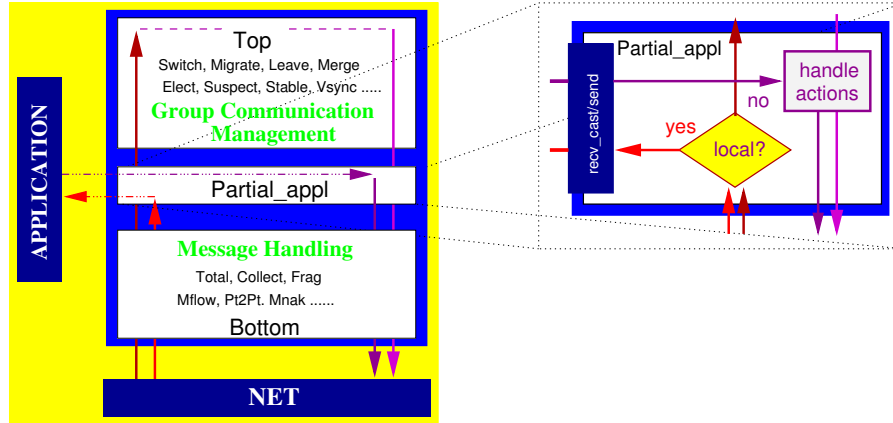 Top
Switch, Migrate, Leave, Merge
Elect, Suspect, Stable, Vsync .....
Group Communication
Management
APPLICATION
Partial_appl
Message Handling
Total, Collect, Frag
Mflow, Pt2Pt. Mnak ......
Bottom
NET
Partial_appl
recv_cast/send
handle
actions
no
yes
local?